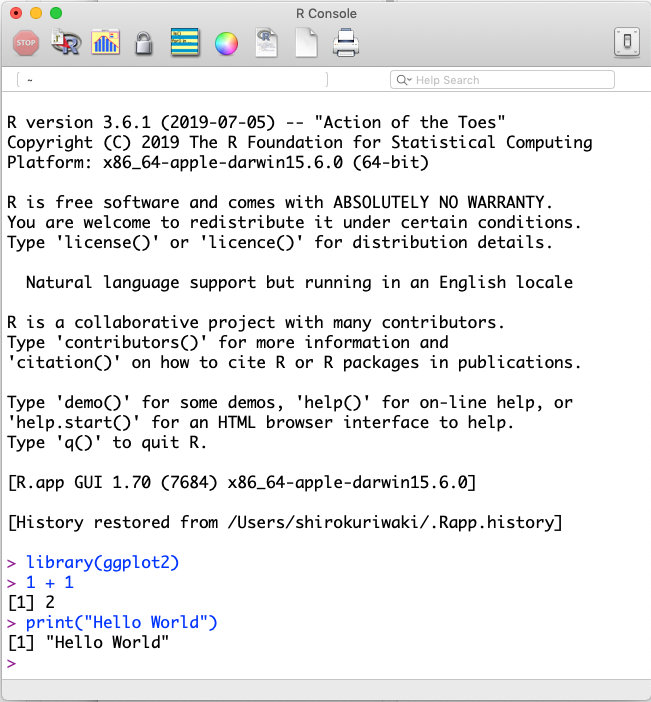 R Console
STOP
R
~
Help Search
R version 3.6.1 (2019-07-05) -- "Action of the Toes"
Copyright (C) 2019 The R Foundation for Statistical Computing
Platform: x86_64-apple-darwin15.6.0 (64-bit)
R is free software and comes with ABSOLUTELY NO WARRANTY.
You are welcome to redistribute it under certain conditions.
Type 'license()' or 'licence()' for distribution details.
Natural language support but running in an English locale
R is a collaborative project with many contributors.
Type 'contributors()' for more information and
'citation()' on how to cite R or R packages in publications.
Type 'demo()' for some demos, 'help()' for on-line help, or
'help.start()' for an HTML browser interface to help.
Type 'q()' to quit R.
[R.app GUI 1.70 (7684) x86_64-apple-darwin15.6.0]
[History restored from /Users/shirokuriwaki/.Rapp.history]
> library(ggplot2)
> 1 + 1
[1] 2
> print("Hello World")
[1] "Hello World"
>